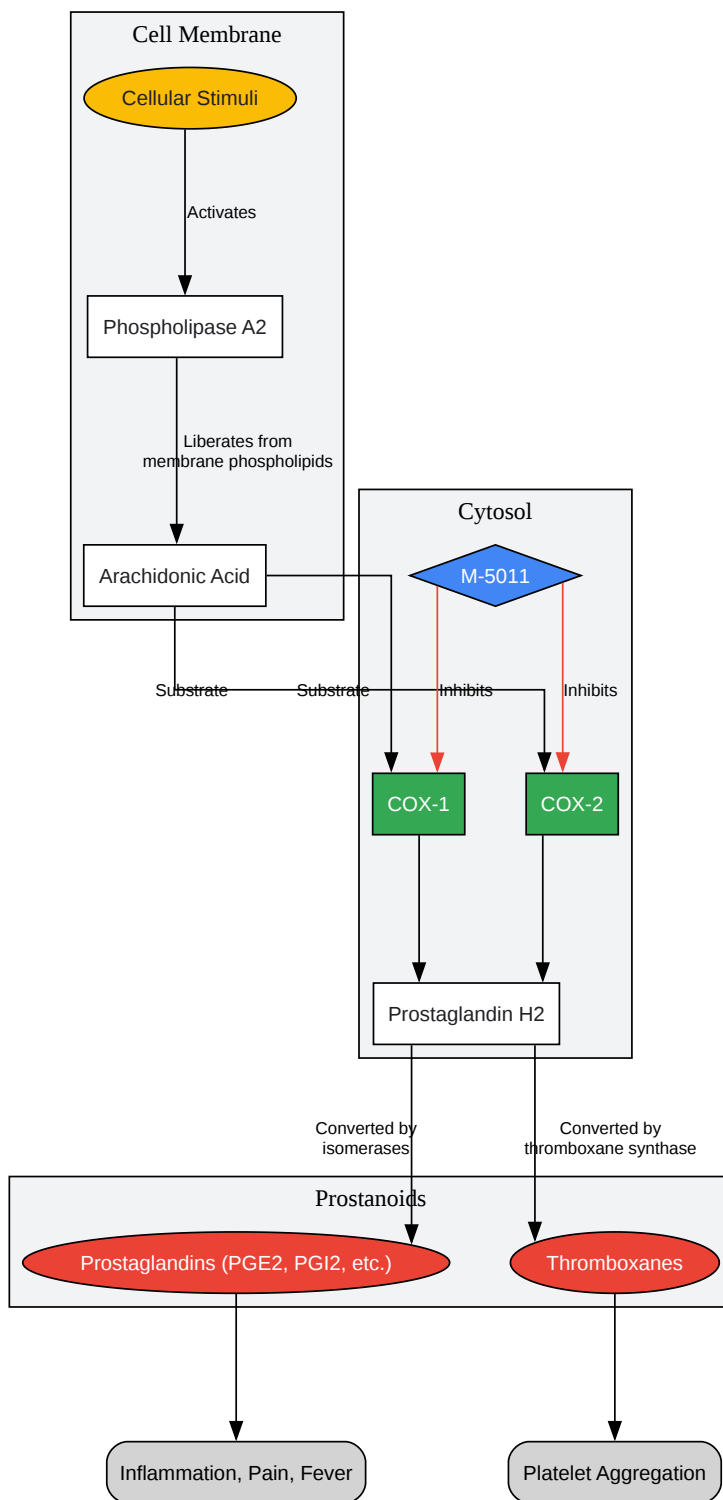 Cell Membrane
Cellular Stimuli
Activates
Phospholipase A2
Liberates from
membrane phospholipids
Arachidonic Acid
Cytosol
M-5011
Substrate
Substrate
Inhibits
Inhibits
COX-1
COX-2
Prostaglandin H2
Converted by
isomerases
Converted by
thromboxane synthase
Prostanoids
Prostaglandins (PGE2, PGI2, etc.)
Thromboxanes
Inflammation, Pain, Fever
Platelet Aggregation